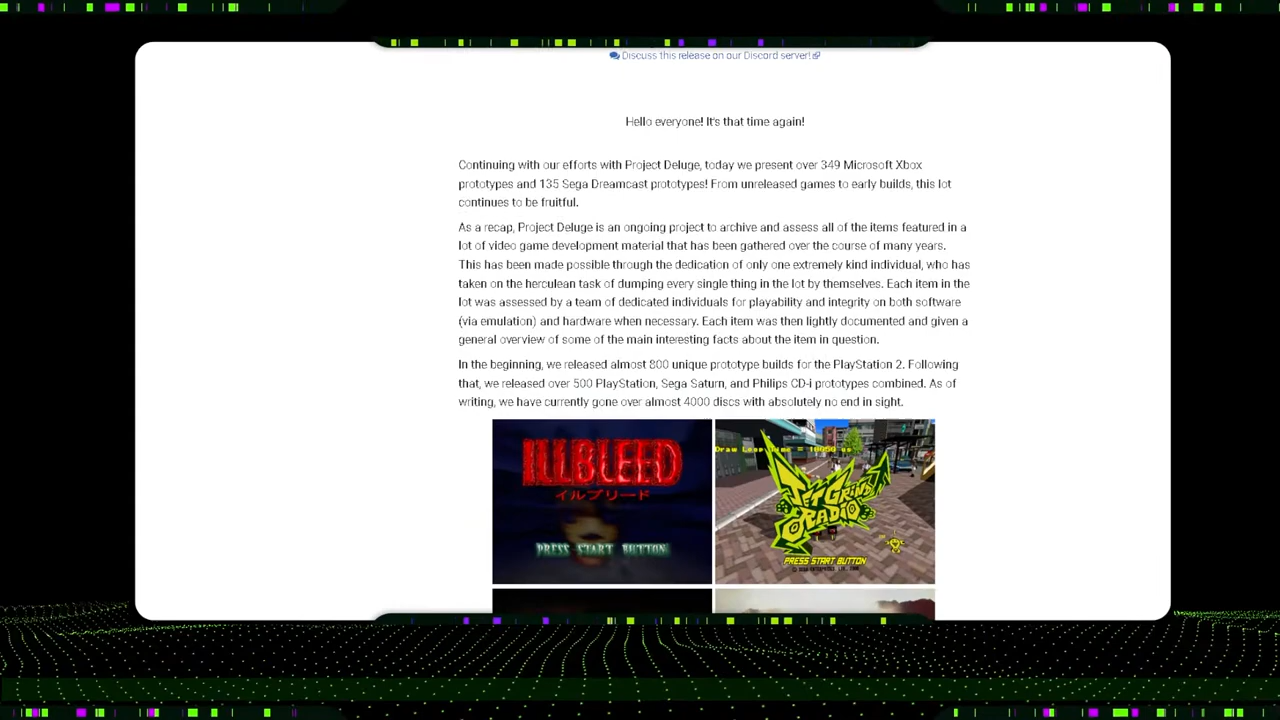 Discuss this release on our Discord server!
Hello everyone! It's that time again!
Continuing with our efforts with Project Deluge, today we present over 349 Microsoft Xbox
prototypes and 135 Sega Dreamcast prototypes! From unreleased games to early builds, this lot
continues to be fruitful.
As a recap, Project Deluge is an ongoing project to archive and assess all of the items featured in a
lot of video game development material that has been gathered over the course of many years.
This has been made possible through the dedication of only one extremely kind individual, who has
taken on the herculean task of dumping every single thing in the lot by themselves. Each item in the
lot was assessed by a team of dedicated individuals for playability and integrity on both software
(via emulation) and hardware when necessary. Each item was then lightly documented and given a
general overview of some of the main interesting facts about the item in question.
In the beginning, we released almost 800 unique prototype builds for the PlayStation 2. Following
that, we released over 500 PlayStation, Sega Saturn, and Philips CD-i prototypes combined. As of
writing, we have currently gone over almost 4000 discs with absolutely no end in sight.
ILLBLEED
イルブリード
PRESS START BUTTON
Draw Loss Time =
JET GRIND
RADIO
PRESS START BUTTON